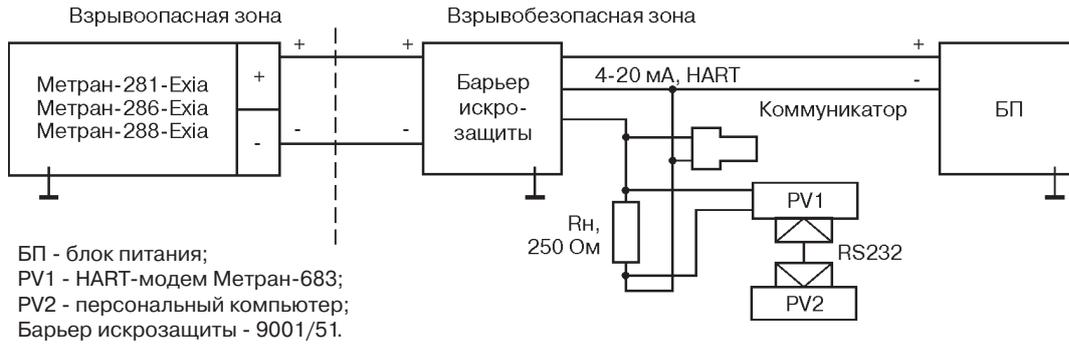 Взрывоопасная зона
Взрывобезопасная зона
+
+
+
Метран-281-Exia
Метран-286-Exia
Метран-288-Exia
+
-
-
-
Барьер
искро-
защиты
4-20 мА, HART
-
Коммуникатор
БП
Rн,
250 Ом
PV1
RS232
PV2
БП - блок питания;
PV1 - HART-модем Метран-683;
PV2 - персональный компьютер;
Барьер искрозащиты - 9001/51.